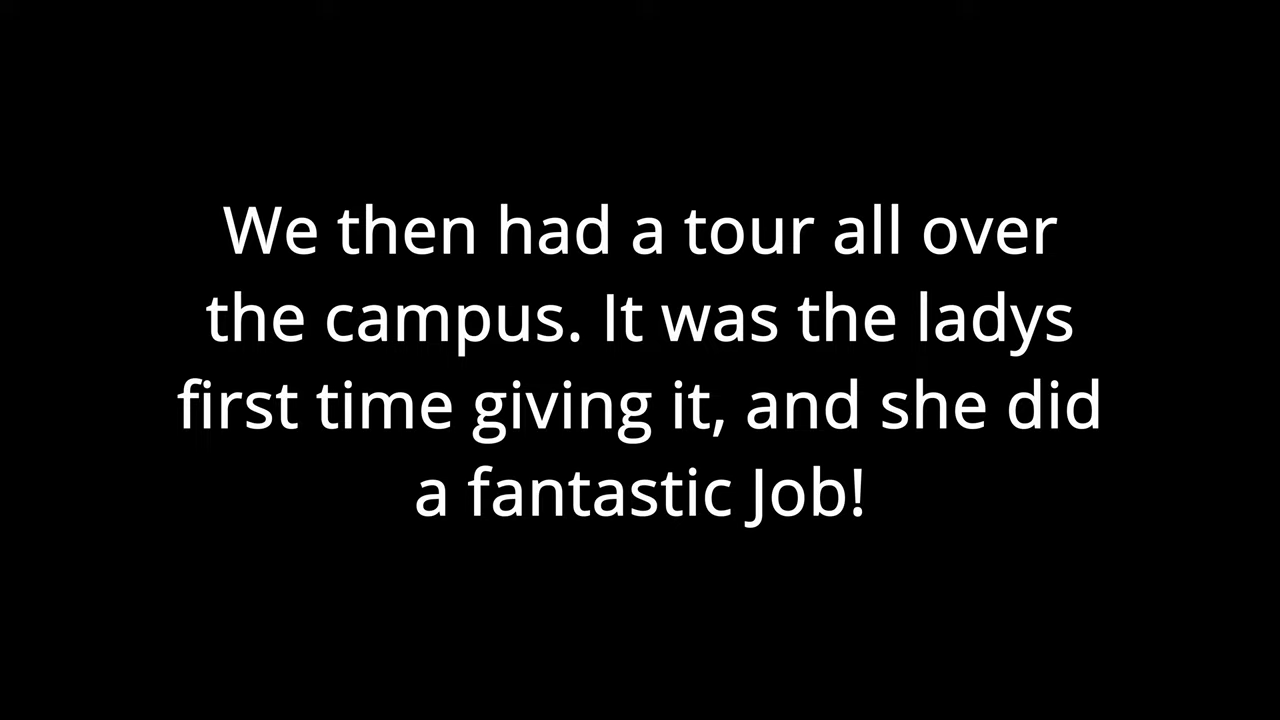 We then had a tour all over
the campus. It was the ladys
first time giving it, and she did
a fantastic Job!